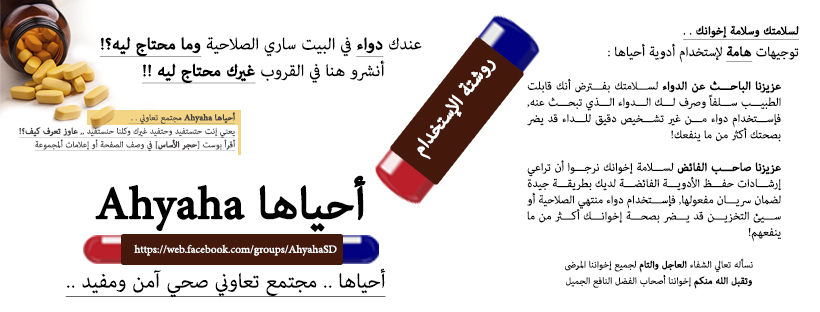 لسلامتك وسلامة إخوانك . .
توجيهات هامة لإستخدام أدوية أحياها :
عزيزنا الباحث عن الدواء لسلامتك بفترض أنك قابلت
الطبيب سلفاً وصرف لك الدواء الذي تبحث عنه,
فإستخدام دواء من غير تشخيص دقيق للداء قد يضر
بصحتك أكثر من ما ينفعك!
عزيزنا صاحب الفائض لسلامة إخوانك نرجوا أن تراعي
إرشادات حفظ الأدوية الفائضة لديك بطريقة جيدة
لضمان سريان مفعولها, فإستخدام دواء منتهي الصلاحية أو
سيئ التخزين قد يضر بصحة إخوانك أكثر من ما
ينفعهم!
نسأله تعالي الشفاء العاجل والتام لجميع إخواننا المرضى
وتقبل الله منكم إخواننا أصحاب الفضل النافع الجميل
روشتة الإستخدام
عندك دواء في البيت ساري الصلاحية وما محتاج ليه؟!
أنشرو هنا في القروب غيرك محتاج ليه !!
أحياها Ahyaha مجتمع تعاوني . .
يعني إنت حتستفيد وحتفيد غيرك وكلنا حنستفيد .. عاوز تعرف كيف؟!
أقرأ بوست [حجر الأساس] في وصف الصفحة أو إعلامات ألمجموعة
أحياها Ahyaha
https://web.facebook.com/groups/AhyahaSD
أحياها .. مجتمع تعاوني صحي آمن ومفيد ..